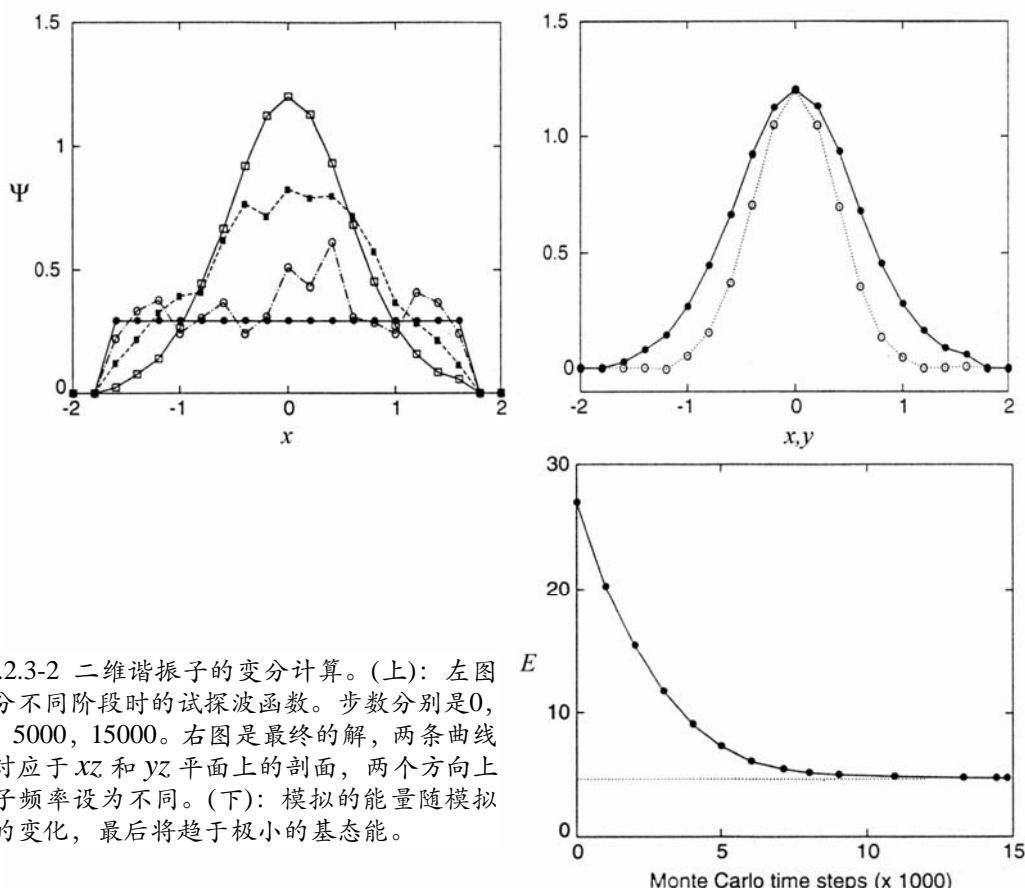 1.5
1
Ψ
0.5
0
-2 -1 0 1 2
x
1.5
1.0
0.5
0
-2 -1 0 1 2
x,y
30
20
E
10
0
0 5 10 15
Monte Carlo time steps (x 1000)
.2.3-2 二维谐振子的变分计算。(上)：左图
分不同阶段时的试探波函数。步数分别是0，
，5000，15000。右图是最终的解，两条曲线
对应于 xz 和 yz 平面上的剖面，两个方向上
子频率设为不同。(下)：模拟的能量随模拟
的变化，最后将趋于极小的基态能。